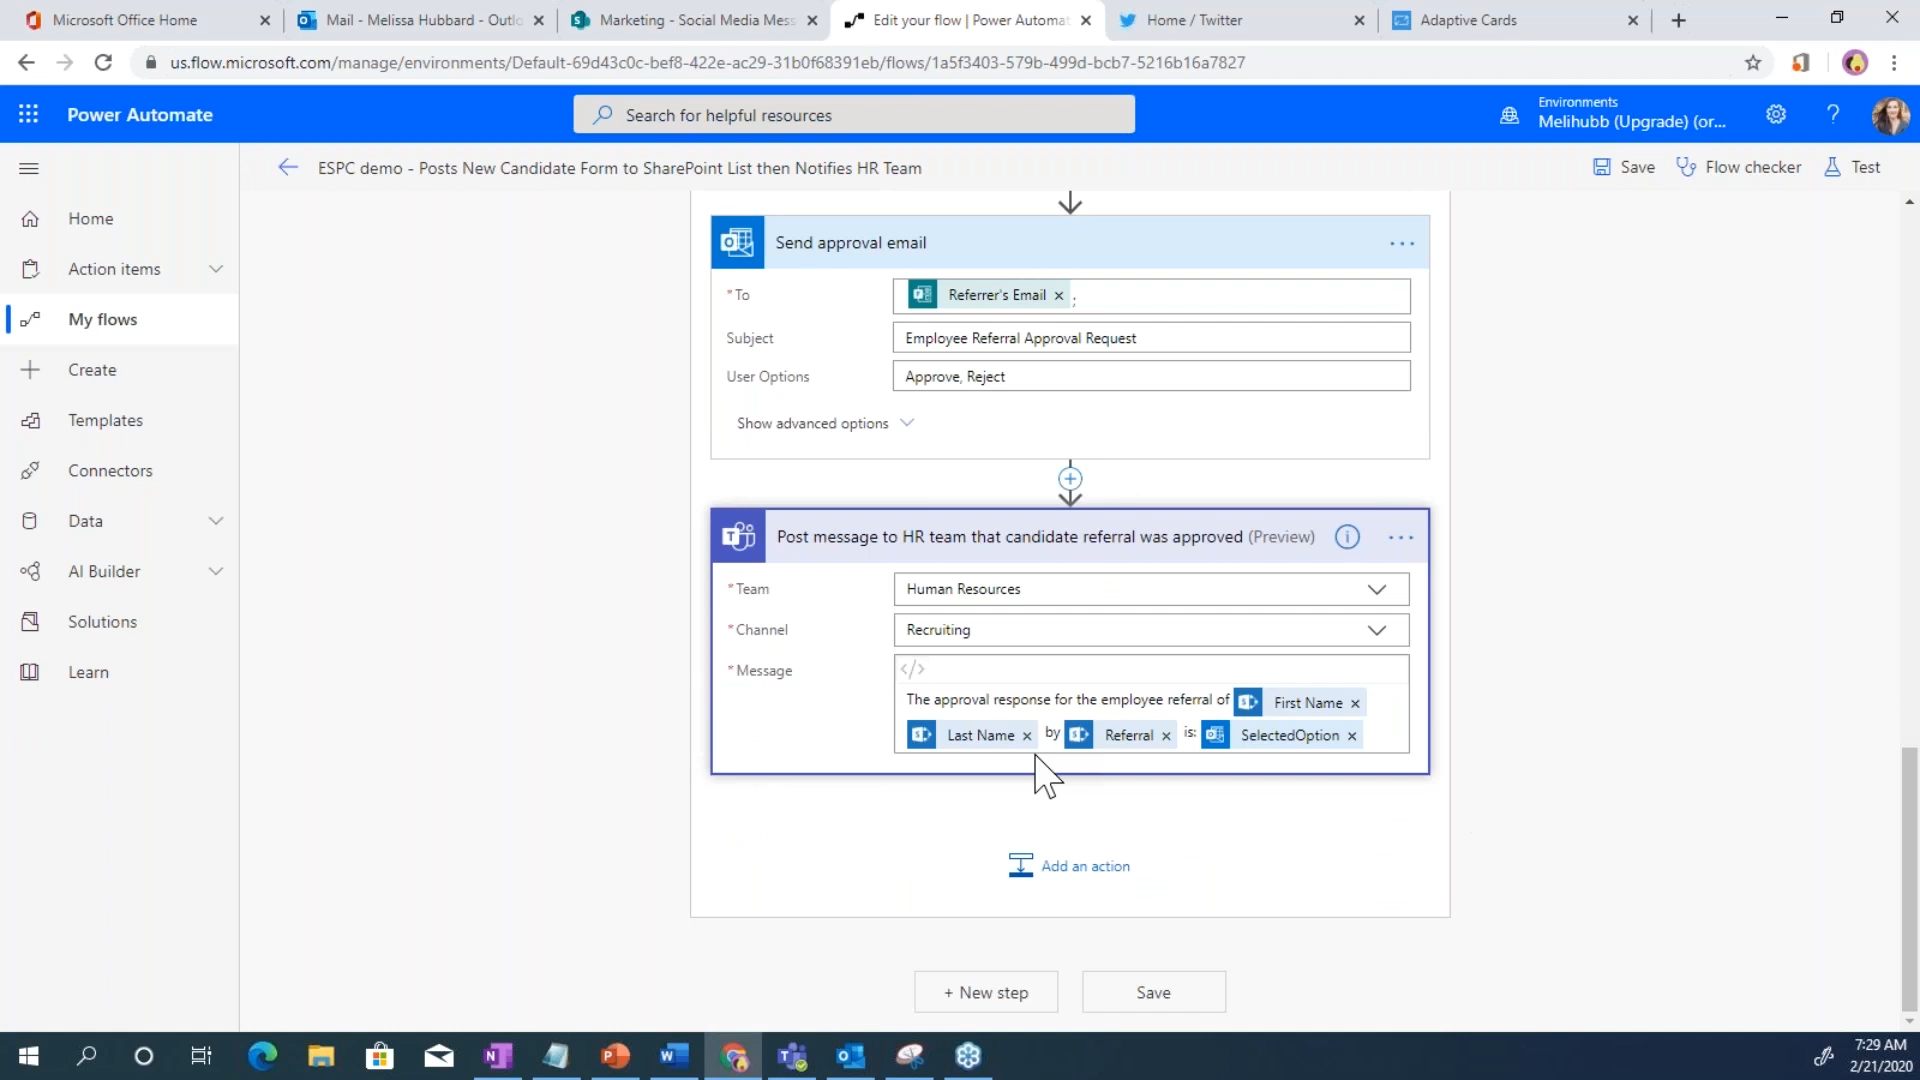 Microsoft Office Home
Mail - Melissa Hubbard - Outlo
Marketing - Social Media Mess
Edit your flow | Power Automat
Home / Twitter
Adaptive Cards
us.flow.microsoft.com/manage/environments/Default-69d43c0c-bef8-422e-ac29-31b0f68391eb/flows/1a5f3403-579b-499d-bcb7-5216b16a7827
Power Automate
Search for helpful resources
Environments
Melihubb (Upgrade) (or...
ESPC demo - Posts New Candidate Form to SharePoint List then Notifies HR Team
Save
Flow checker
Test
Home
Action items
My flows
Create
Templates
Connectors
Data
AI Builder
Solutions
Learn
Send approval email
* To
Referrer's Email ;
Subject
Employee Referral Approval Request
User Options
Approve, Reject
Show advanced options
Post message to HR team that candidate referral was approved (Preview)
* Team
Human Resources
* Channel
Recruiting
* Message
</>
The approval response for the employee referral of First Name
Last Name by Referral is: SelectedOption
Add an action
+ New step
Save
7:29 AM
2/21/2020